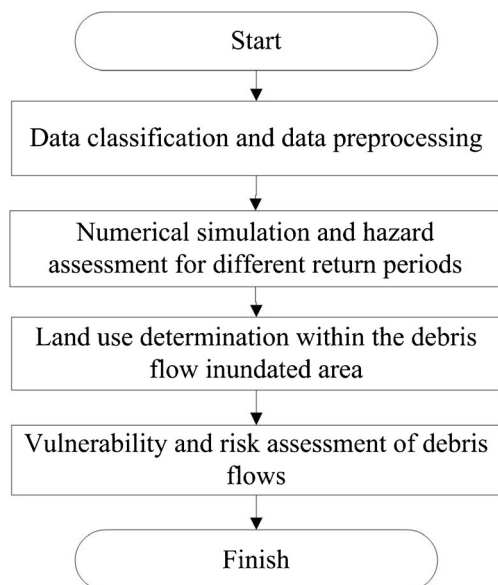 Start
Data classification and data preprocessing
Numerical simulation and hazard
assessment for different return periods
Land use determination within the debris
flow inundated area
Vulnerability and risk assessment of debris
flows
Finish